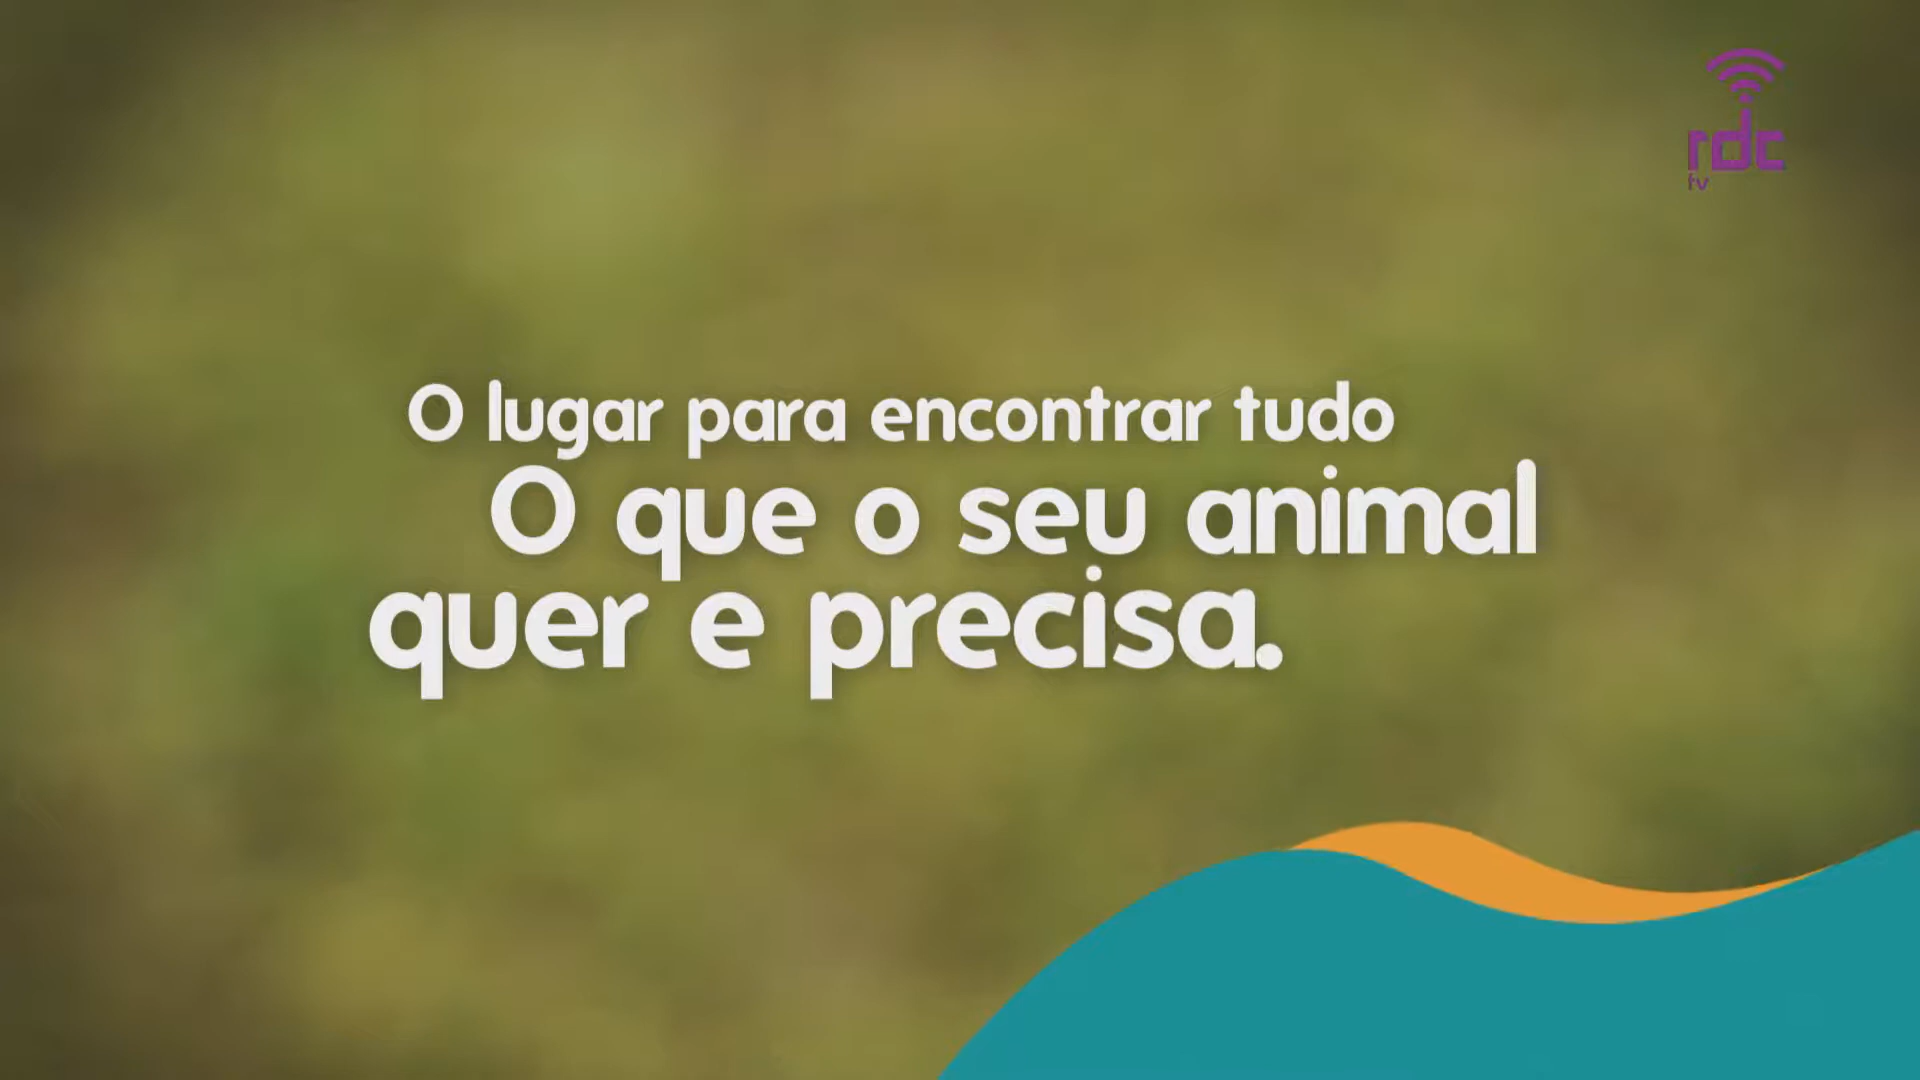 rdc
tv
O lugar para encontrar tudo
O que o seu animal
quer e precisa.